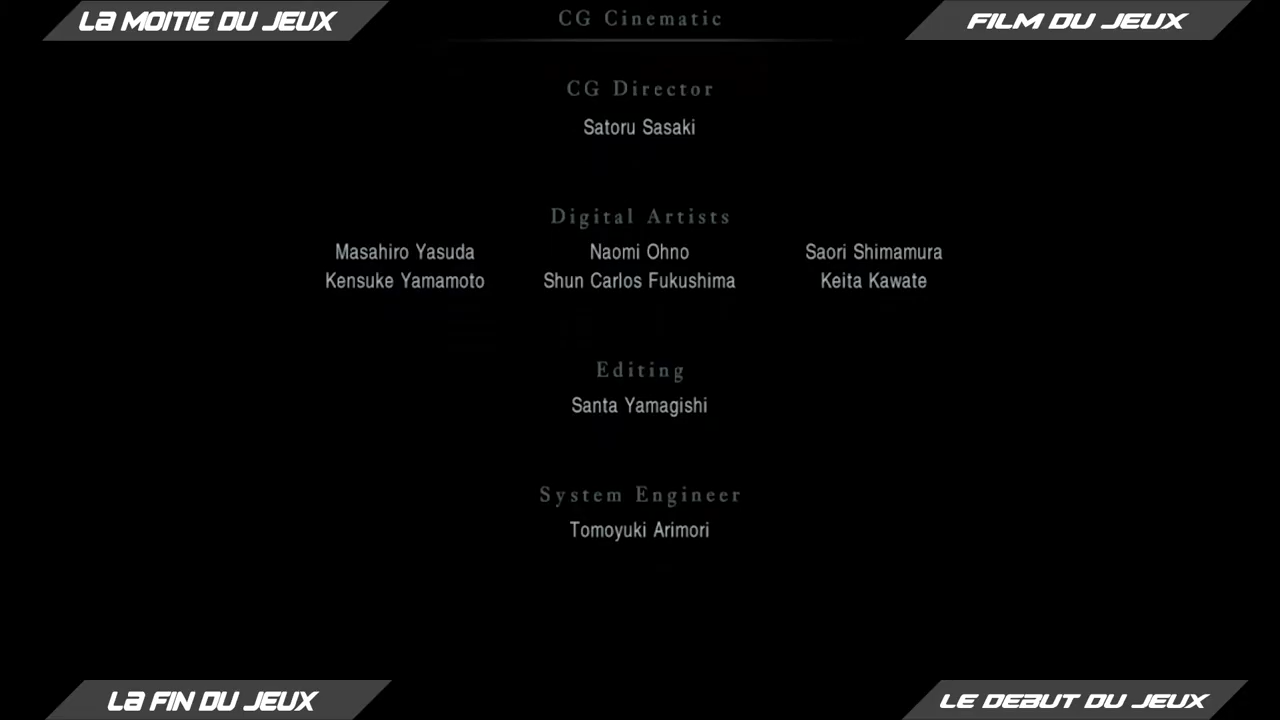 LA MOITIE DU JEUX
CG Cinematic
FILM DU JEUX
CG Director
Satoru Sasaki
Digital Artists
Masahiro Yasuda Naomi Ohno Saori Shimamura
Kensuke Yamamoto Shun Carlos Fukushima Keita Kawate
Editing
Santa Yamagishi
System Engineer
Tomoyuki Arimori
LA FIN DU JEUX
LE DEBUT DU JEUX